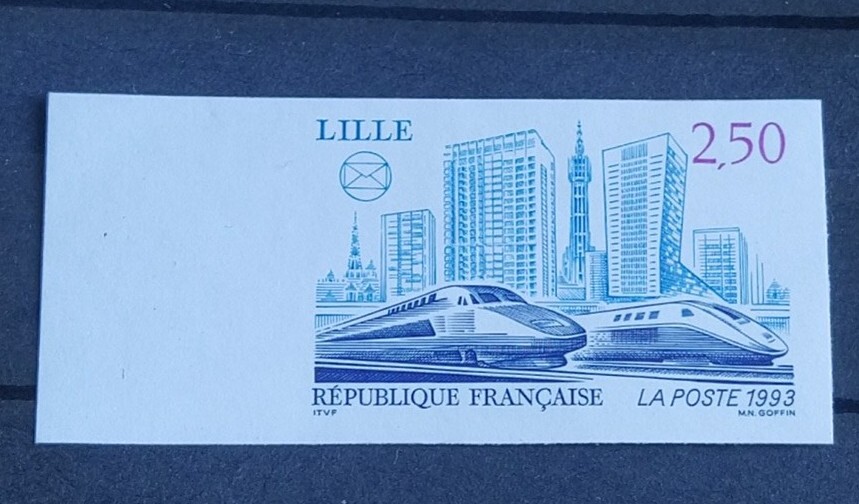 LILLE
2,50
RÉPUBLIQUE FRANÇAISE
LA POSTE 1993
ITVF
M.N. GOFFIN